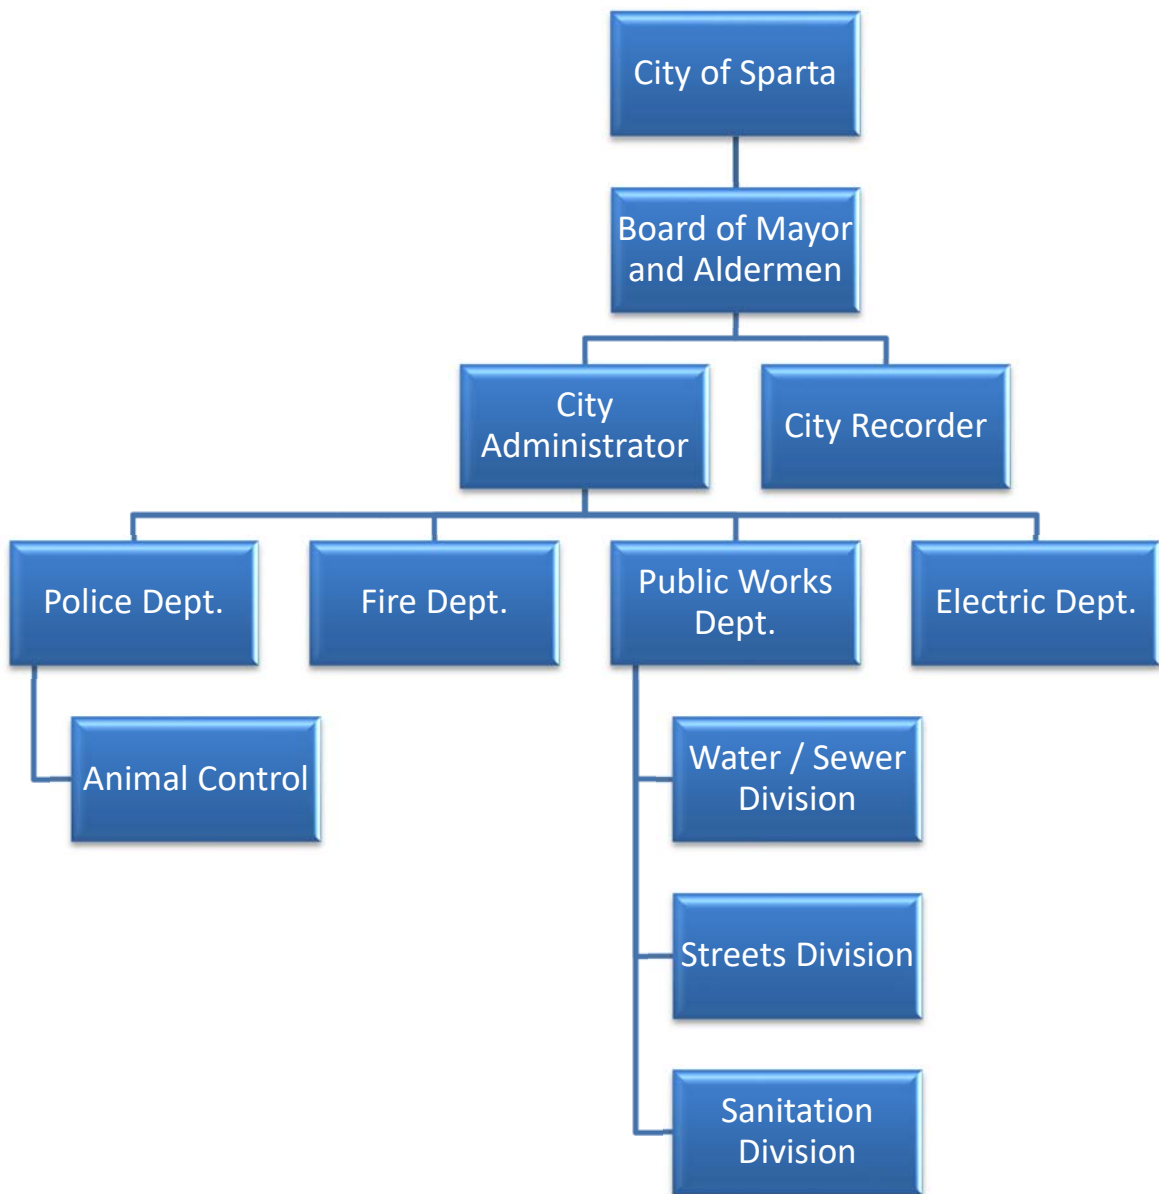 City of Sparta
Board of Mayor
and Aldermen
City
Administrator
City Recorder
Police Dept.
Fire Dept.
Public Works
Dept.
Electric Dept.
Animal Control
Water / Sewer
Division
Streets Division
Sanitation
Division